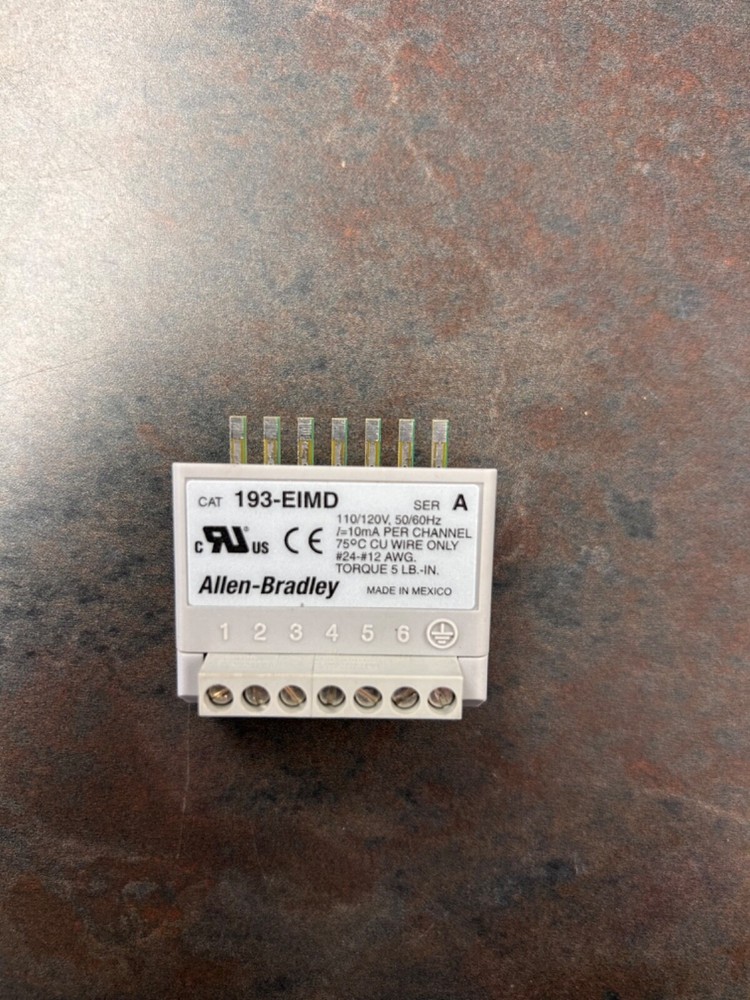 CAT 193-EIMD SER A
110/120V, 50/60Hz
I=10mA PER CHANNEL
75°C CU WIRE ONLY
#24-#12 AWG.
TORQUE 5 LB.-IN.
c RU® US CE
Allen-Bradley MADE IN MEXICO
1 2 3 4 5 6